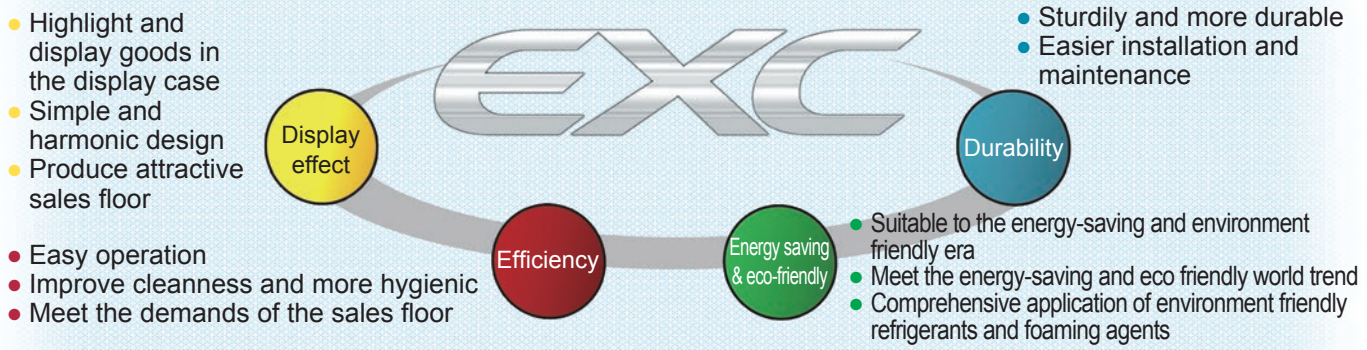 EXC
● Highlight and
display goods in
the display case
● Simple and
harmonic design
● Produce attractive
sales floor
Display
effect
● Easy operation
● Improve cleanness and more hygienic
● Meet the demands of the sales floor
Efficiency
Energy saving
& eco-friendly
● Suitable to the energy-saving and environment
friendly era
● Meet the energy-saving and eco friendly world trend
● Comprehensive application of environment friendly
refrigerants and foaming agents
Durability
● Sturdily and more durable
● Easier installation and
maintenance